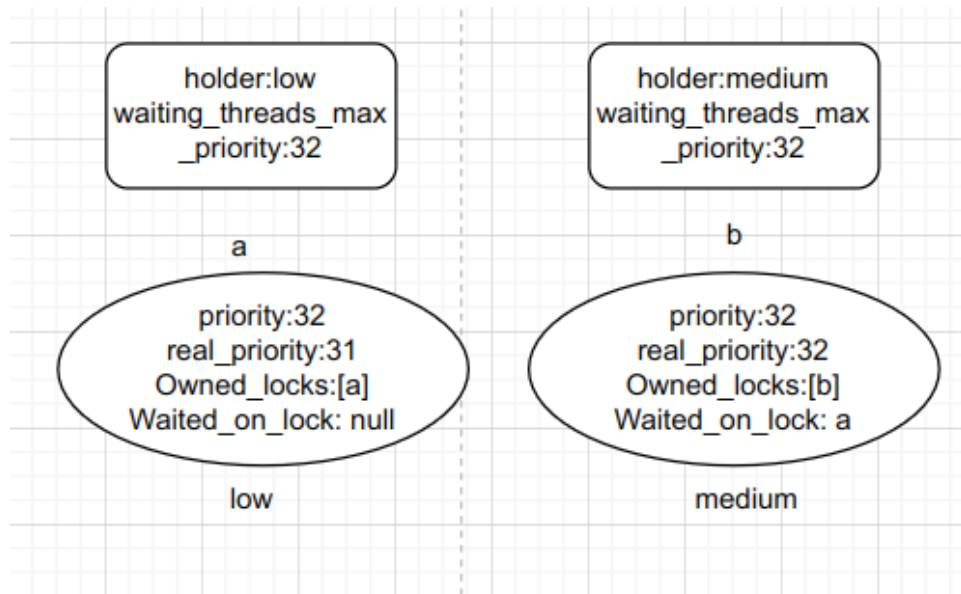 holder:low
waiting_threads_max
_priority:32
holder:medium
waiting_threads_max
_priority:32
a
b
priority:32
real_priority:31
Owned_locks:[a]
Waited_on_lock: null
priority:32
real_priority:32
Owned_locks:[b]
Waited_on_lock: a
low
medium